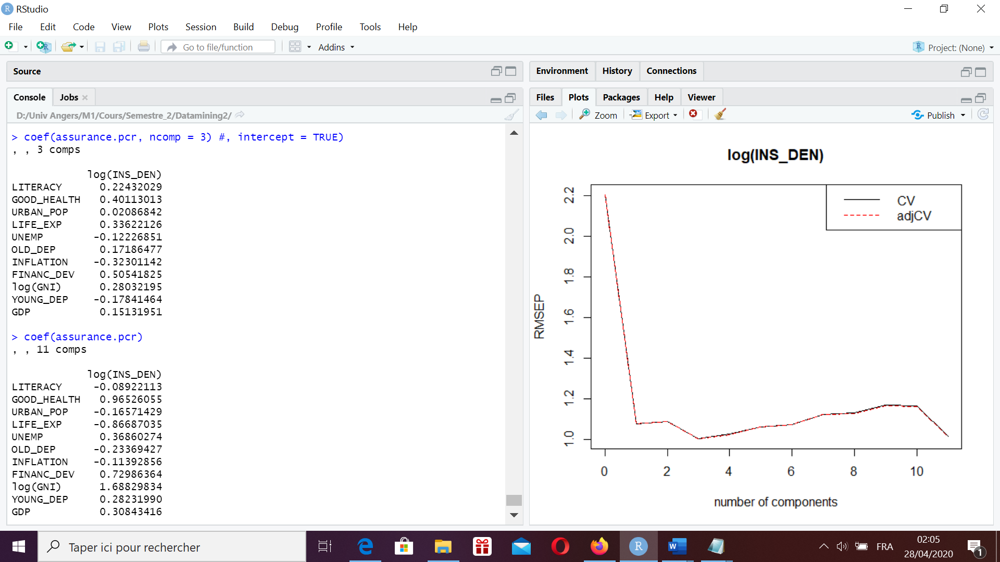 RStudio
File Edit Code View Plots Session Build Debug Profile Tools Help
Go to file/function Addins Project: (None)
Source
Console Jobs
D:/Univ Angers/M1/Cours/Semestre_2/Datamining2/
> coef(assurance.pcr, ncomp = 3) #, intercept = TRUE)
, , 3 comps
log(INS_DEN)
LITERACY 0.22432029
GOOD_HEALTH 0.40113013
URBAN_POP 0.02086842
LIFE_EXP 0.33622126
UNEMP -0.12226851
OLD_DEP 0.17186477
INFLATION -0.32301142
FINANC_DEV 0.50541825
log(GNI) 0.28032195
YOUNG_DEP -0.17841464
GDP 0.15131951
> coef(assurance.pcr)
, , 11 comps
log(INS_DEN)
LITERACY -0.08922113
GOOD_HEALTH 0.96526055
URBAN_POP -0.16571429
LIFE_EXP -0.86687035
UNEMP 0.36860274
OLD_DEP -0.23369427
INFLATION -0.11392856
FINANC_DEV 0.72986364
log(GNI) 1.68829834
YOUNG_DEP 0.28231990
GDP 0.30843416
Environment History Connections
Files Plots Packages Help Viewer
Zoom Export Publish
log(INS_DEN)
CV
adjCV
RMSEP
2.2
2.0
1.8
1.6
1.4
1.2
1.0
0 2 4 6 8 10
number of components
Taper ici pour rechercher
FRA
02:05
28/04/2020
1